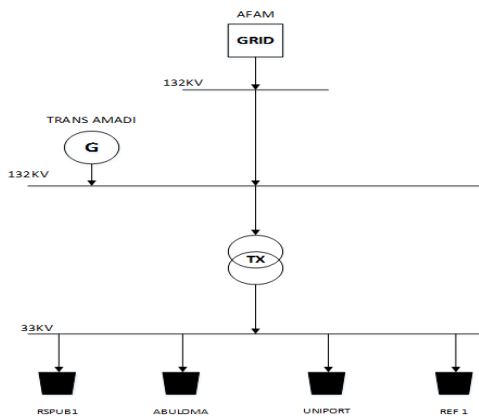 AFAM
GRID
132KV
TRANS AMADI
G
132KV
TX
33KV
RSPUB1 ABULOMA UNIPORT REF 1